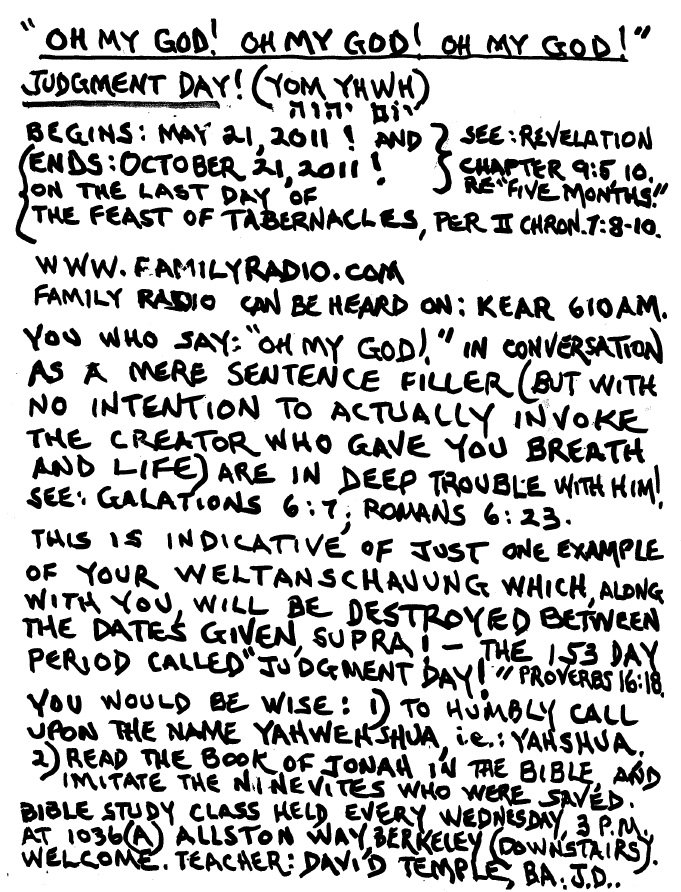 "OH MY GOD! OH MY GOD! OH MY GOD!"
JUDGMENT DAY! (YOM YHWH)
יום יהוה
BEGINS: MAY 21, 2011! AND } SEE: REVELATION
ENDS: OCTOBER 21, 2011! } CHAPTER 9:5, 10.
ON THE LAST DAY OF RE "FIVE MONTHS."
THE FEAST OF TABERNACLES, PER II CHRON. 7:8-10.
WWW.FAMILYRADIO.COM
FAMILY RADIO CAN BE HEARD ON: KEAR 610 AM.
YOU WHO SAY: "OH MY GOD!" IN CONVERSATION
AS A MERE SENTENCE FILLER (BUT WITH
NO INTENTION TO ACTUALLY INVOKE
THE CREATOR WHO GAVE YOU BREATH
AND LIFE) ARE IN DEEP TROUBLE WITH HIM!
SEE: GALATIONS 6:7; ROMANS 6:23.
THIS IS INDICATIVE OF JUST ONE EXAMPLE
OF YOUR WELTANSCHAUUNG WHICH, ALONG
WITH YOU, WILL BE DESTROYED BETWEEN
THE DATES GIVEN, SUPRA! – THE 153 DAY
PERIOD CALLED "JUDGMENT DAY!" PROVERBS 16:18.
YOU WOULD BE WISE: 1) TO HUMBLY CALL
UPON THE NAME YAHWEHSHUA, i.e.: YAHSHUA.
2) READ THE BOOK OF JONAH IN THE BIBLE, AND
IMITATE THE NINEVITES WHO WERE SAVED.
BIBLE STUDY CLASS HELD EVERY WEDNESDAY, 3 P.M.
AT 1036(A) ALLSTON WAY, BERKELEY (DOWNSTAIRS).
WELCOME. TEACHER: DAVID TEMPLE, BA. J.D..